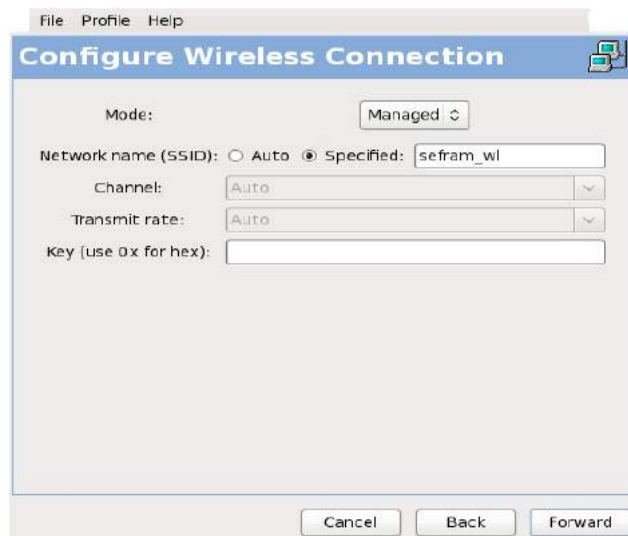 File Profile Help
Configure Wireless Connection
Mode: Managed
Network name (SSID): Auto Specified: sefram_wl
Channel: Auto
Transmit rate: Auto
Key (use 0x for hex):
Cancel Back Forward